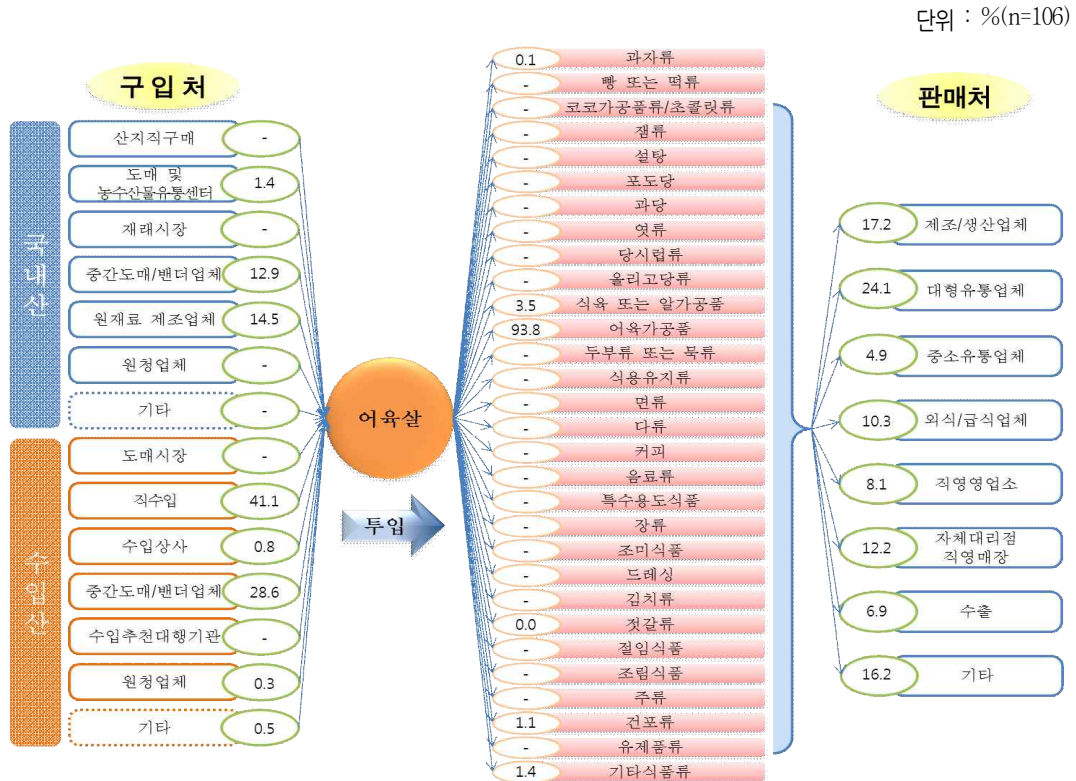 단위 : %(n=106)
구입처
국내산
산지직구매 -
도매 및
농수산물유통센터 1.4
재래시장 -
중간도매/밴더업체 12.9
원재료 제조업체 14.5
원청업체 -
기타 -
수입산
도매시장 -
직수입 41.1
수입상사 0.8
중간도매/밴더업체 28.6
수입추천대행기관 -
원청업체 0.3
기타 0.5
어육살
투입
0.1 과자류
- 빵 또는 떡류
- 코코가공품류/초콜릿류
- 잼류
- 설탕
- 포도당
- 과당
- 엿류
- 당시럽류
- 올리고당류
3.5 식육 또는 알가공품
93.8 어육가공품
- 두부류 또는 묵류
- 식용유지류
- 면류
- 다류
- 커피
- 음료류
- 특수용도식품
- 장류
- 조미식품
- 드레싱
- 김치류
0.0 젓갈류
- 절임식품
- 조림식품
- 주류
1.1 건포류
- 유제품류
1.4 기타식품류
판매처
17.2 제조/생산업체
24.1 대형유통업체
4.9 중소유통업체
10.3 외식/급식업체
8.1 직영영업소
12.2 자체대리점
직영매장
6.9 수출
16.2 기타